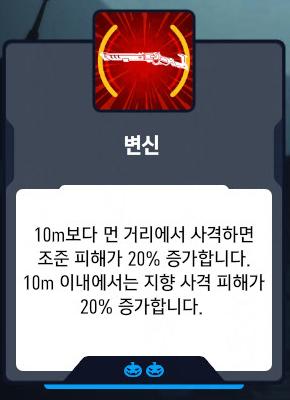 변신
10m보다 먼 거리에서 사격하면
조준 피해가 20% 증가합니다.
10m 이내에서는 지향 사격 피해가
20% 증가합니다.